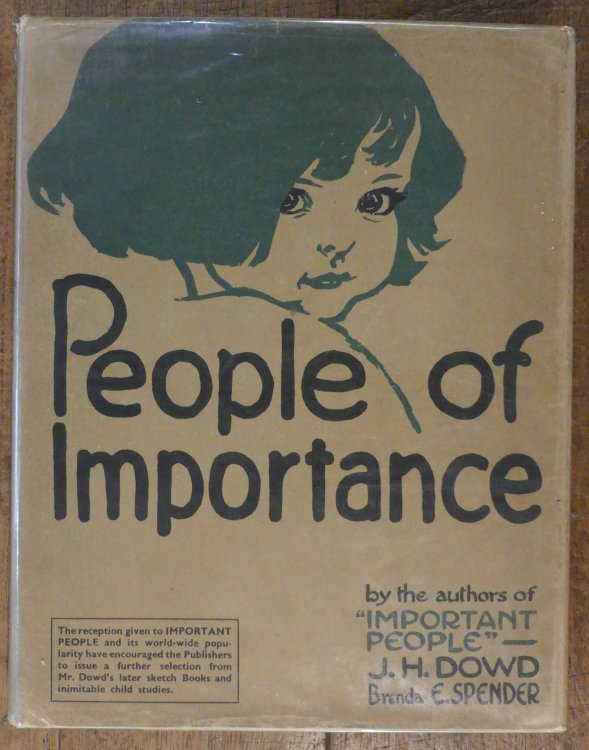 People of
Importance
by the authors of
"IMPORTANT
PEOPLE"—
J. H. DOWD
Brenda E. SPENDER
The reception given to IMPORTANT
PEOPLE and its world-wide popu-
larity have encouraged the Publishers
to issue a further selection from
Mr. Dowd's later sketch Books and
inimitable child studies.